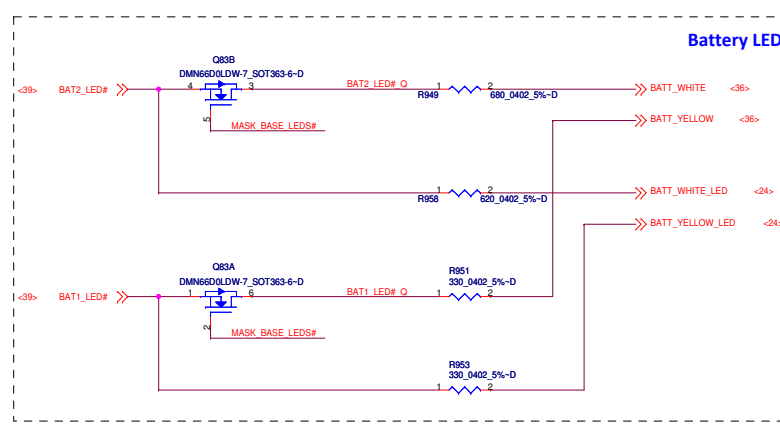 Battery LED
Q83B
DMN66D0LDW-7_SOT363-6~D
<39>
BAT2_LED#
4
3
BAT2_LED#_Q
1
2
R949
680_0402_5%~D
BATT_WHITE
<36>
5
MASK_BASE_LEDS#
BATT_YELLOW
<36>
1
2
R958
620_0402_5%~D
BATT_WHITE_LED
<24>
BATT_YELLOW_LED
<24>
Q83A
DMN66D0LDW-7_SOT363-6~D
R951
330_0402_5%~D
<39>
BAT1_LED#
1
6
BAT1_LED#_Q
1
2
2
MASK_BASE_LEDS#
R953
330_0402_5%~D
1
2